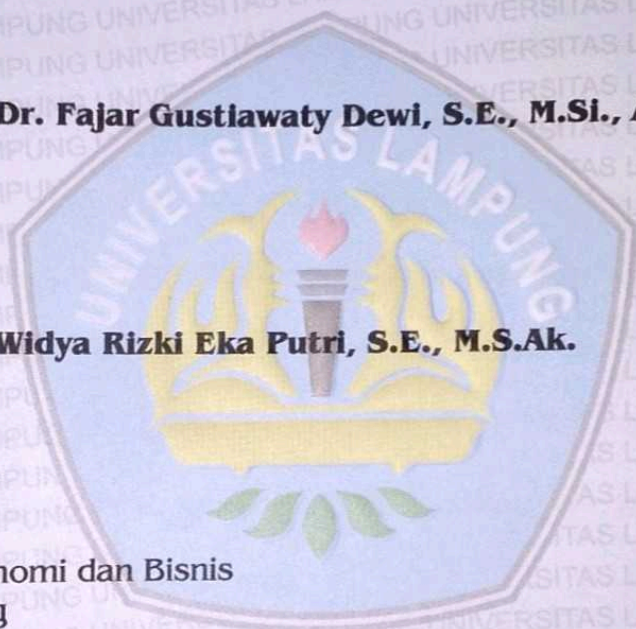 Dr. Fajar Gustiawaty Dewi, S.E., M.Si.,
UNIVERSITAS LAMPUNG
Widya Rizki Eka Putri, S.E., M.S.Ak.
nomi dan Bisnis
g